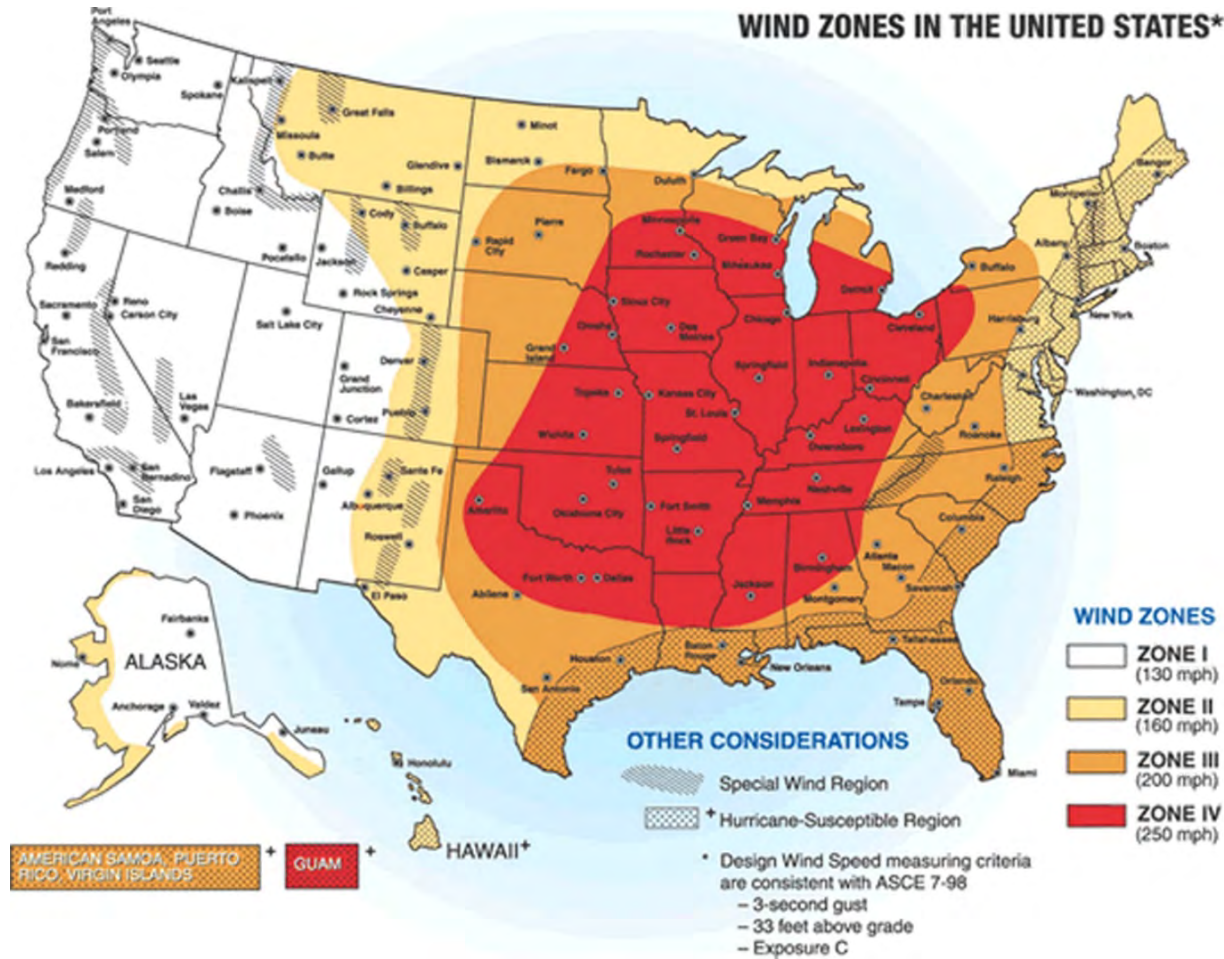 WIND ZONES IN THE UNITED STATES*
Port
Angeles
Seattle
Olympia
Spokane
Kalispell
Great Falls
Missoula
Butte
Glendive
Billings
Minot
Bismarck
Fargo
Duluth
Portland
Salem
Medford
Challis
Boise
Pocatello
Jackson
Cody
Buffalo
Casper
Rock Springs
Cheyenne
Rapid
City
Pierre
Minneapolis
Rochester
Green Bay
Milwaukee
Detroit
Buffalo
Albany
Montpelier
Bangor
Boston
New York
Harrisburg
Washington, DC
Redding
Reno
Carson City
Sacramento
San
Francisco
Salt Lake City
Grand
Junction
Denver
Pueblo
Cortez
Bakersfield
Las
Vegas
Los Angeles
San
Bernadino
San
Diego
Flagstaff
Phoenix
Gallup
Sante Fe
Albuquerque
Roswell
El Paso
Sioux City
Omaha
Des
Moines
Grand
Island
Chicago
Cleveland
Springfield
Indianapolis
Cincinnati
Topeka
Kansas City
St. Louis
Wichita
Springfield
Owensboro
Lexington
Charleston
Roanoke
Raleigh
Tulsa
Amarillo
Oklahoma City
Fort Smith
Little
Rock
Memphis
Nashville
Columbia
Atlanta
Macon
Savannah
Birmingham
Montgomery
Jackson
Fort Worth
Dallas
Abilene
Houston
San Antonio
Baton
Rouge
New Orleans
Tallahassee
Orlando
Tampa
Miami
ALASKA
Fairbanks
Nome
Anchorage
Valdez
Juneau
Honolulu
HAWAII+
AMERICAN SAMOA, PUERTO
RICO, VIRGIN ISLANDS
+
GUAM
+
OTHER CONSIDERATIONS
Special Wind Region
+ Hurricane-Susceptible Region
* Design Wind Speed measuring criteria
are consistent with ASCE 7-98
– 3-second gust
– 33 feet above grade
– Exposure C
WIND ZONES
ZONE I
(130 mph)
ZONE II
(160 mph)
ZONE III
(200 mph)
ZONE IV
(250 mph)